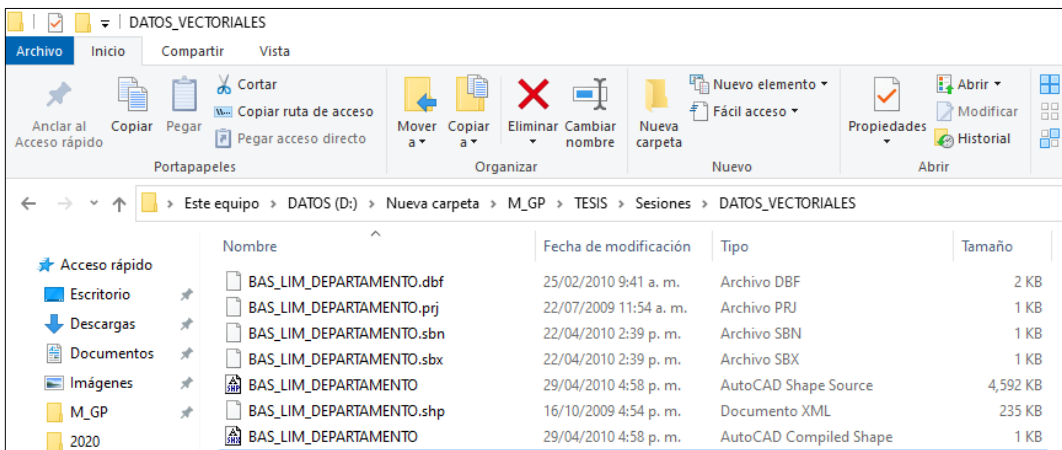 DATOS_VECTORIALES
Archivo Inicio Compartir Vista
Anclar al Acceso rápido
Copiar
Pegar
Cortar
Copiar ruta de acceso
Pegar acceso directo
Portapapeles
Mover a
Copiar a
Eliminar
Cambiar nombre
Organizar
Nueva carpeta
Nuevo elemento
Fácil acceso
Nuevo
Propiedades
Abrir
Modificar
Historial
Abrir
Este equipo > DATOS (D:) > Nueva carpeta > M_GP > TESIS > Sesiones > DATOS_VECTORIALES
Acceso rápido
Escritorio
Descargas
Documentos
Imágenes
M_GP
2020
Nombre Fecha de modificación Tipo Tamaño
BAS_LIM_DEPARTAMENTO.dbf 25/02/2010 9:41 a. m. Archivo DBF 2 KB
BAS_LIM_DEPARTAMENTO.prj 22/07/2009 11:54 a. m. Archivo PRJ 1 KB
BAS_LIM_DEPARTAMENTO.sbn 22/04/2010 2:39 p. m. Archivo SBN 1 KB
BAS_LIM_DEPARTAMENTO.sbx 22/04/2010 2:39 p. m. Archivo SBX 1 KB
BAS_LIM_DEPARTAMENTO 29/04/2010 4:58 p. m. AutoCAD Shape Source 4,592 KB
BAS_LIM_DEPARTAMENTO.shp 16/10/2009 4:54 p. m. Documento XML 235 KB
BAS_LIM_DEPARTAMENTO 29/04/2010 4:58 p. m. AutoCAD Compiled Shape 1 KB